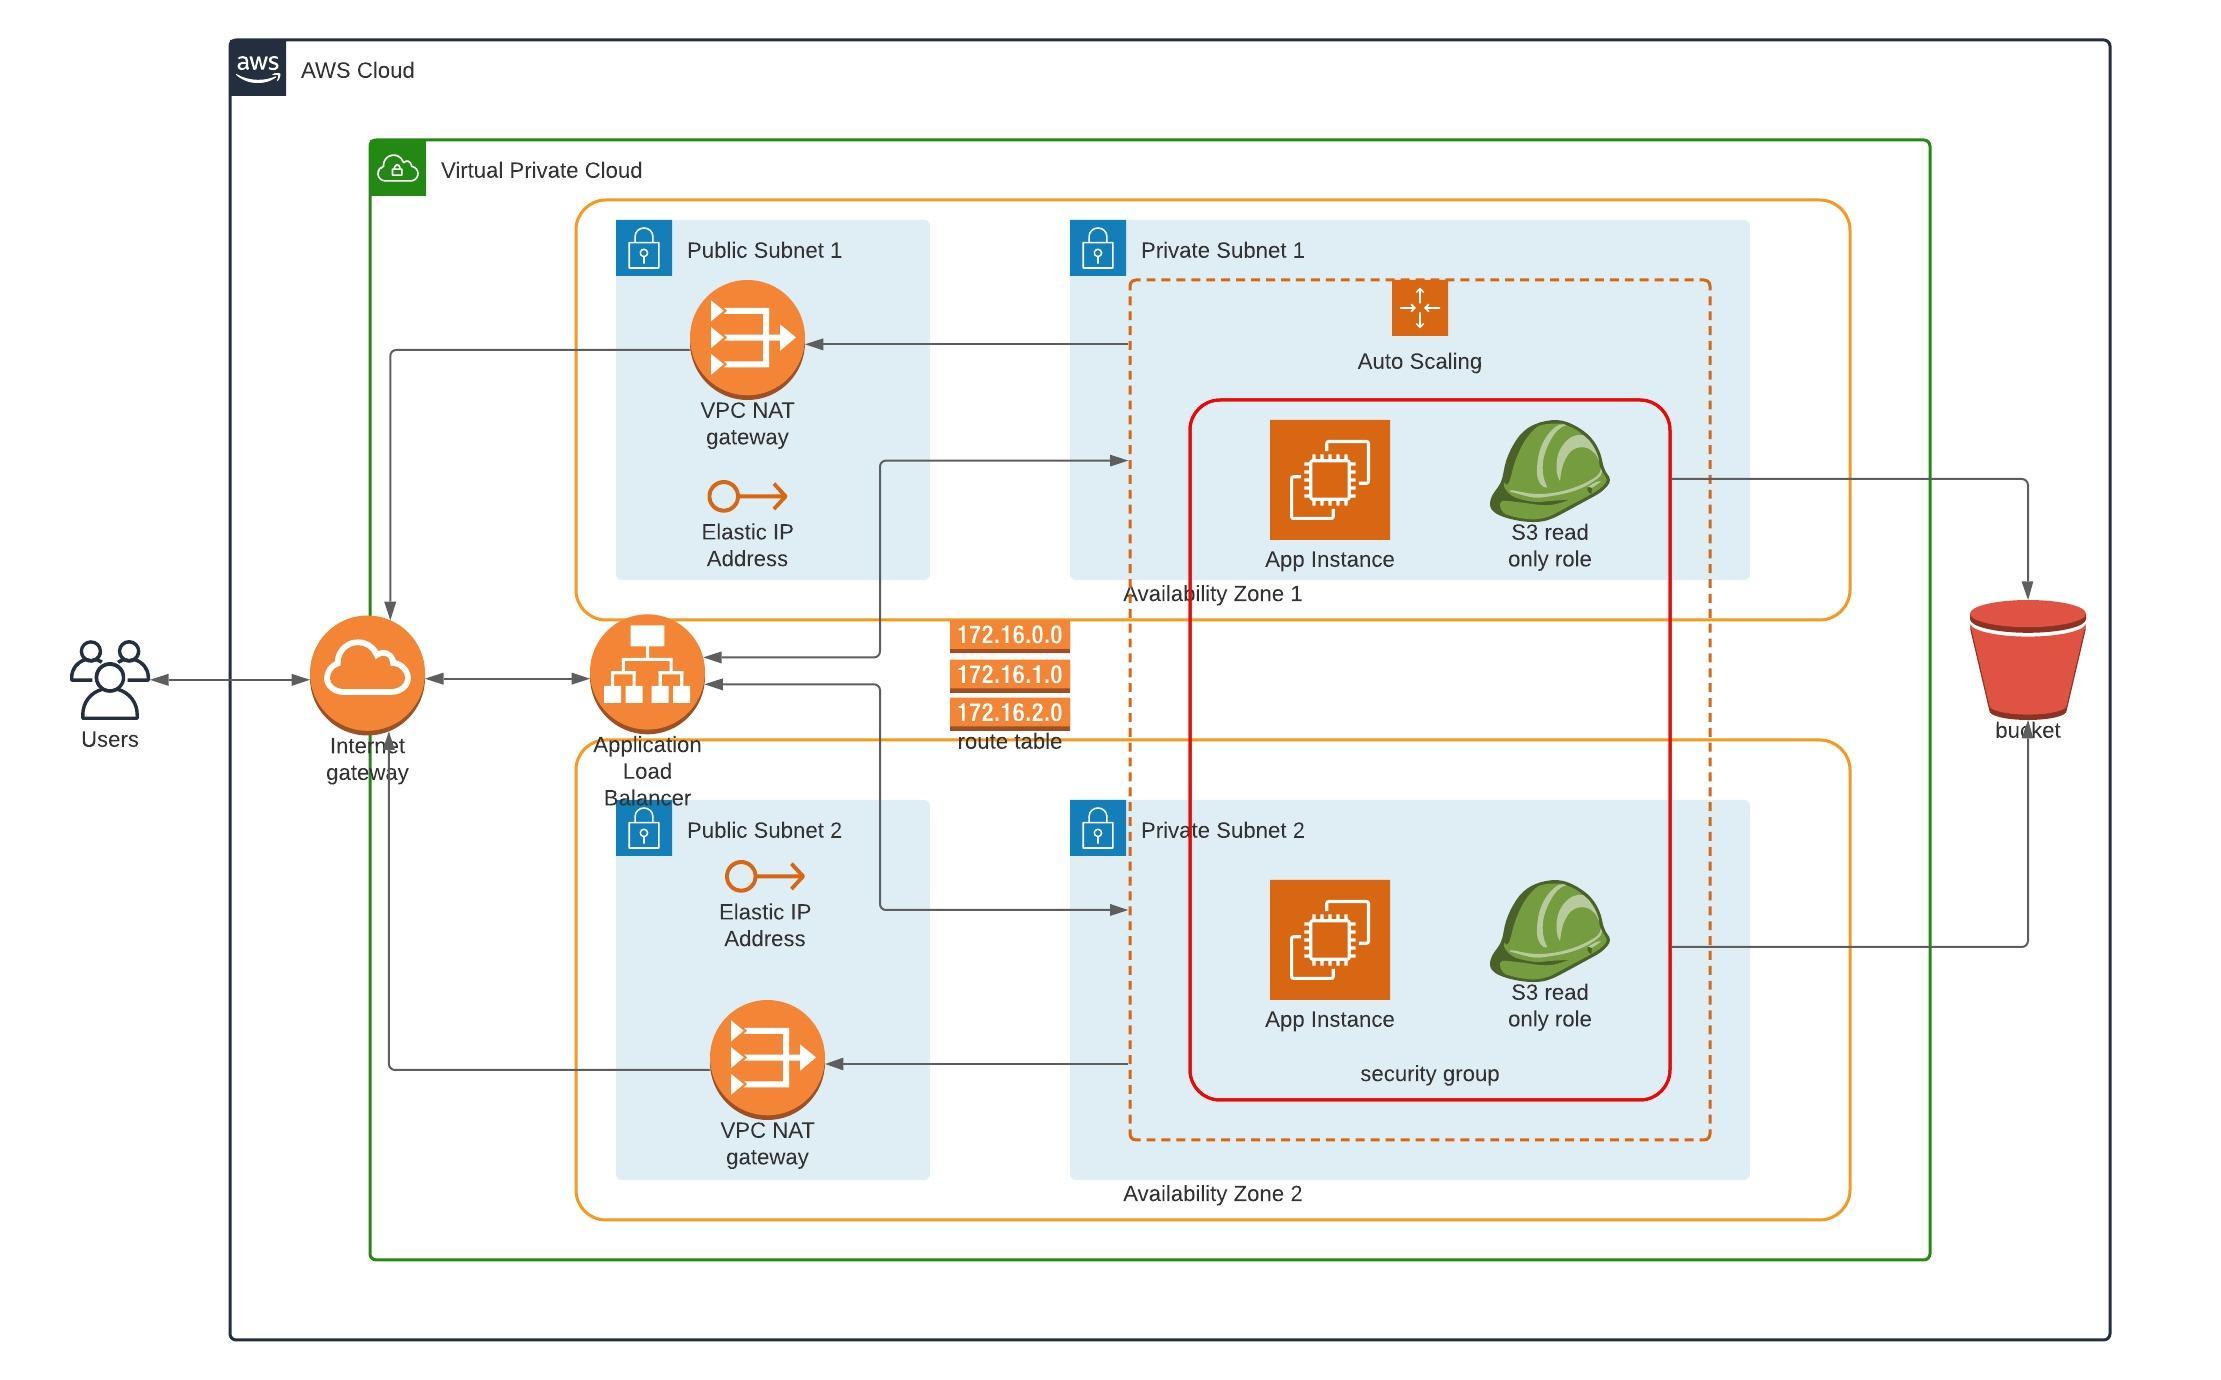 aws
AWS Cloud
Virtual Private Cloud
Public Subnet 1
Private Subnet 1
Auto Scaling
VPC NAT
gateway
Elastic IP
Address
App Instance
S3 read
only role
Availability Zone 1
172.16.0.0
172.16.1.0
172.16.2.0
route table
Users
Internet
gateway
Application
Load
Balancer
bucket
Public Subnet 2
Private Subnet 2
Elastic IP
Address
App Instance
S3 read
only role
security group
VPC NAT
gateway
Availability Zone 2